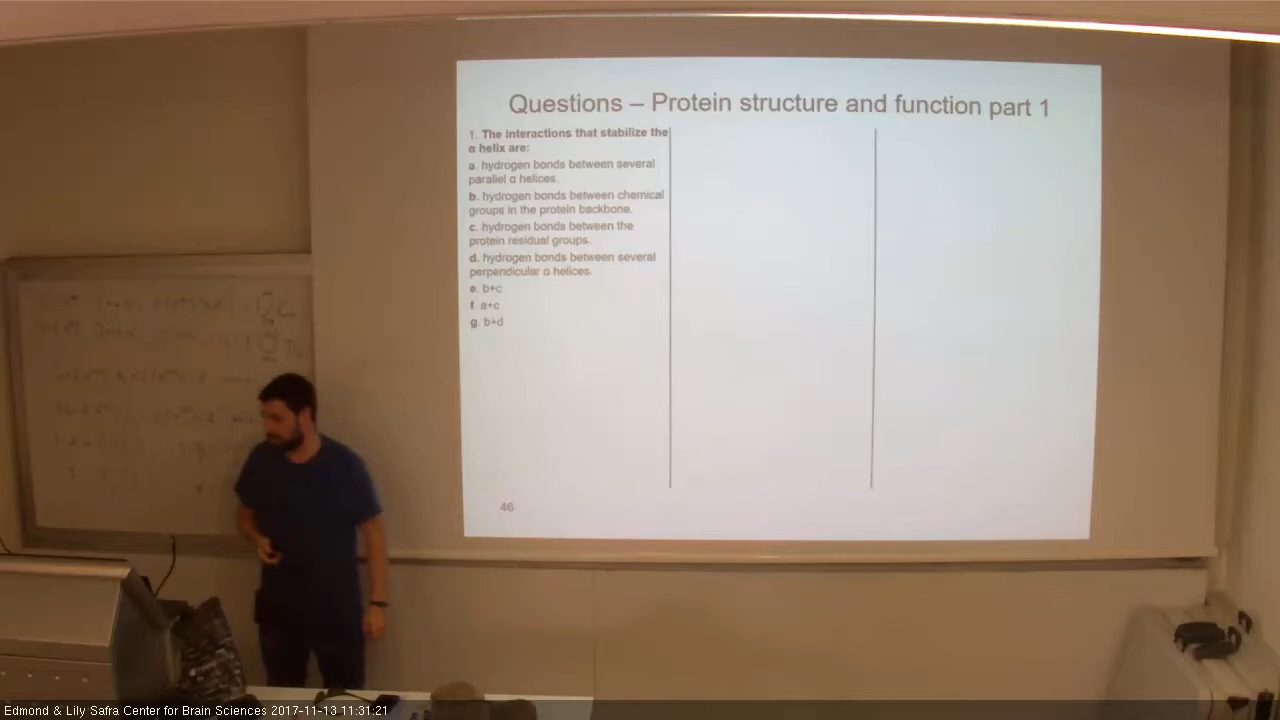 Questions – Protein structure and function part 1
1. The interactions that stabilize the
α helix are:
a. hydrogen bonds between several
parallel α helices.
b. hydrogen bonds between chemical
groups in the protein backbone.
c. hydrogen bonds between the
protein residual groups.
d. hydrogen bonds between several
perpendicular α helices.
e. b+c
f. a+c
g. b+d
46
Edmond & Lily Safra Center for Brain Sciences 2017-11-13 11:31:21